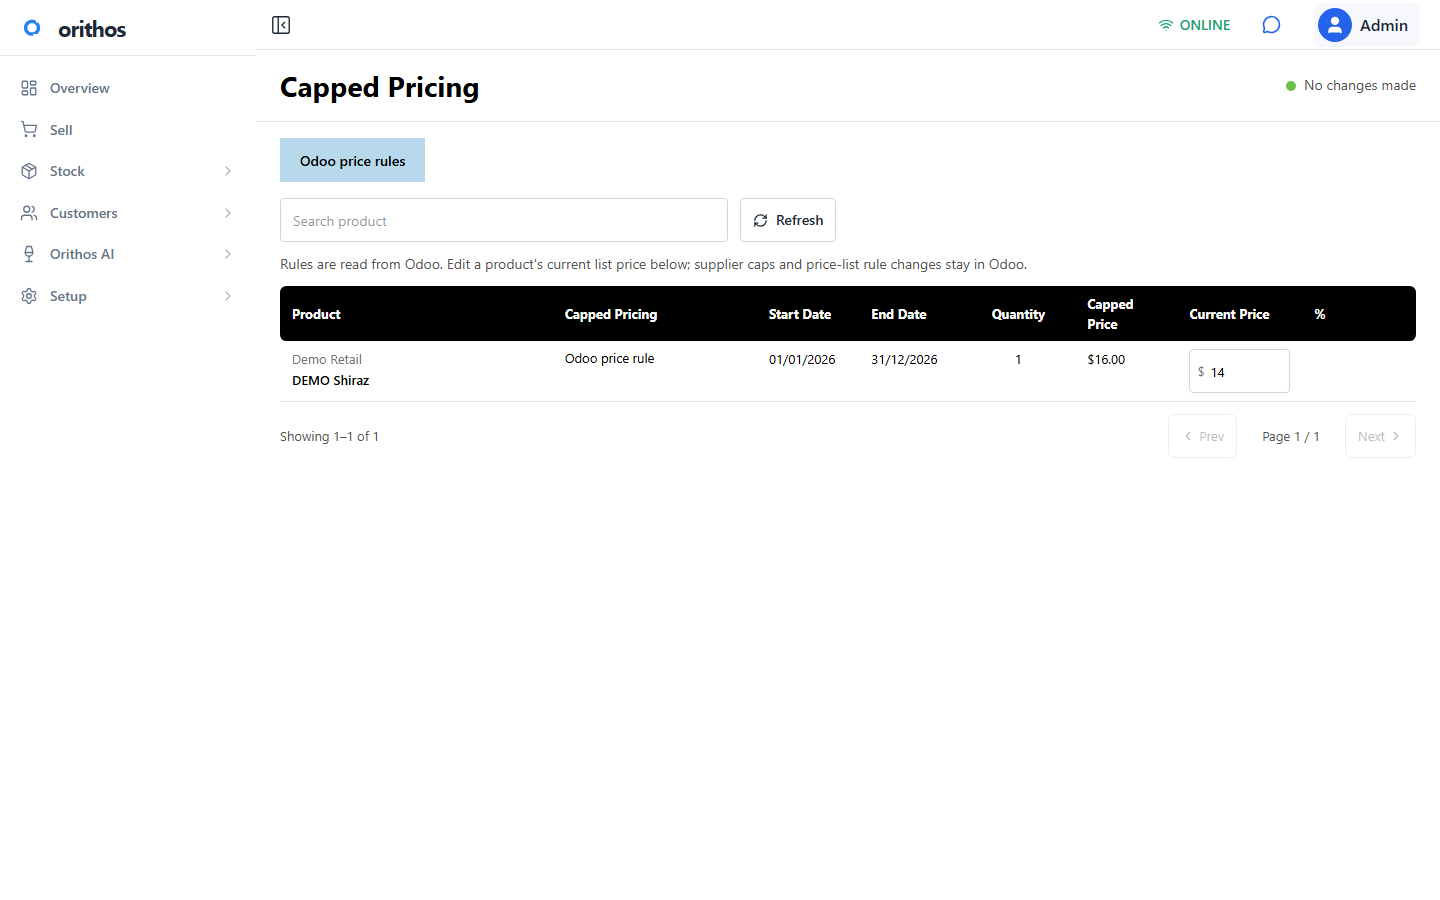 orithos
ONLINE
Admin
Overview
Sell
Stock
Customers
Orithos AI
Setup
Capped Pricing
No changes made
Odoo price rules
Search product
Refresh
Rules are read from Odoo. Edit a product's current list price below; supplier caps and price-list rule changes stay in Odoo.
Product Capped Pricing Start Date End Date Quantity Capped Price Current Price %
Demo Retail
DEMO Shiraz
Odoo price rule 01/01/2026 31/12/2026 1 $16.00 $ 14
Showing 1–1 of 1
Prev Page 1 / 1 Next